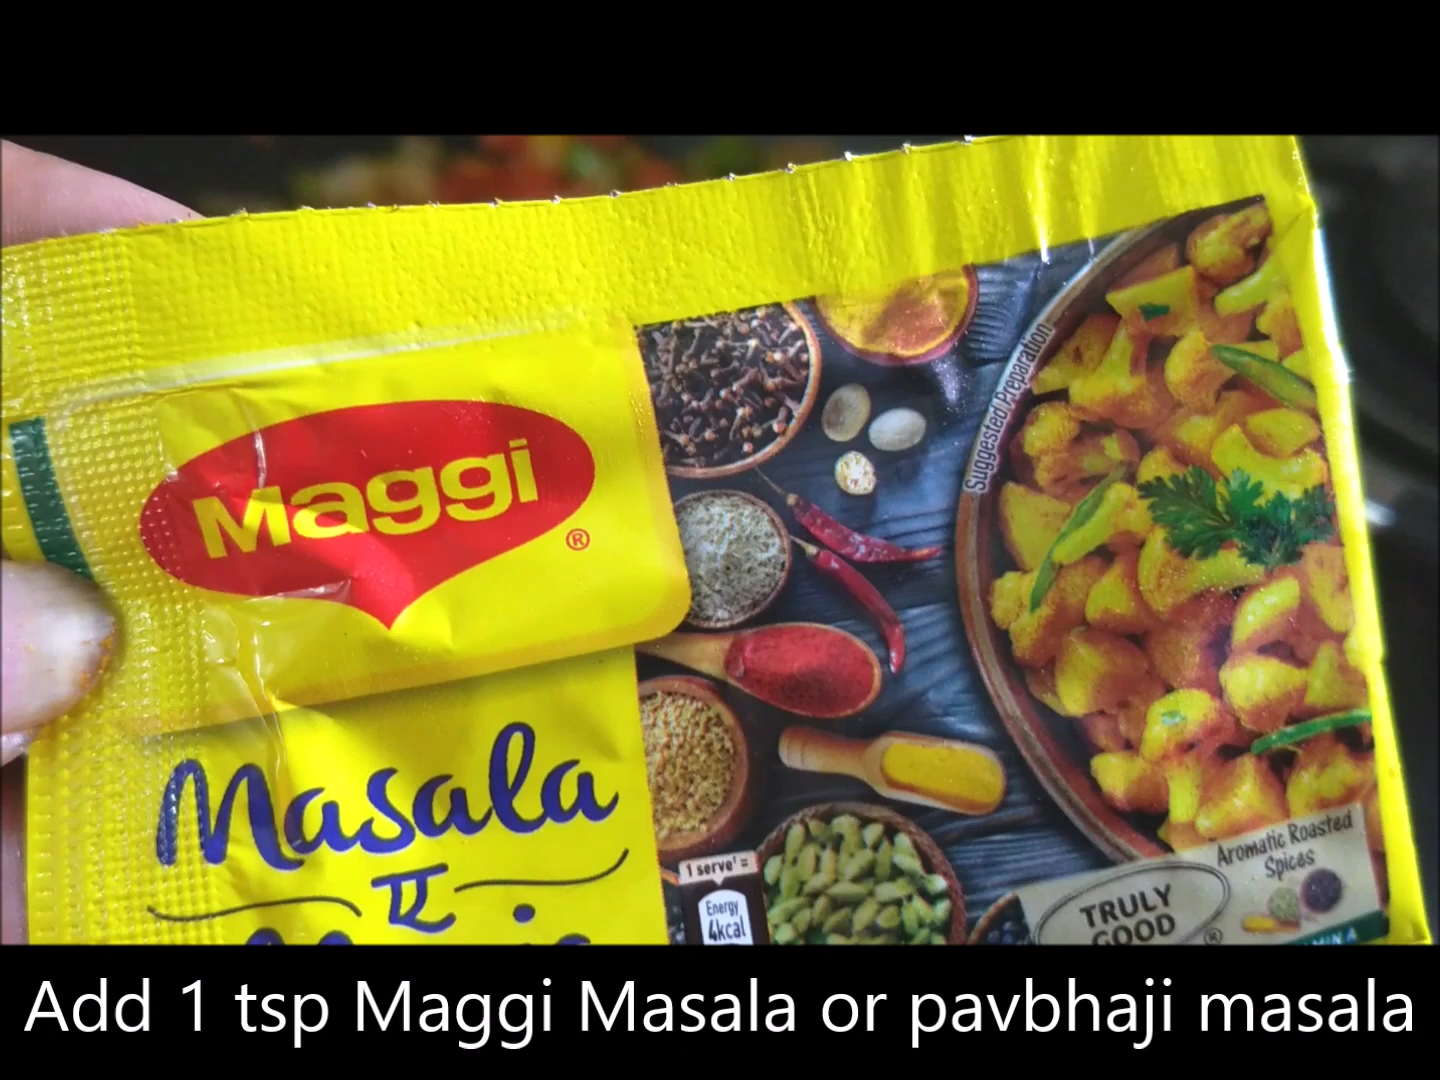 Maggi
®
Masala
ए
Suggested Preparation
1 serve¹ =
Energy
4kcal
Aromatic Roasted
Spices
TRULY
GOOD
®
Add 1 tsp Maggi Masala or pavbhaji masala